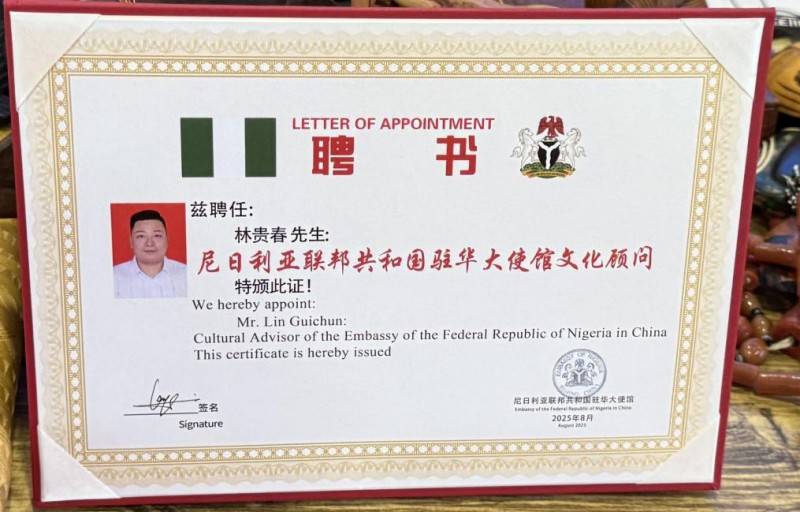 LETTER OF APPOINTMENT
聘 书
兹聘任:
林贵春先生:
尼日利亚联邦共和国驻华大使馆文化顾问
特颁此证!
We hereby appoint:
Mr. Lin Guichun:
Cultural Advisor of the Embassy of the Federal Republic of Nigeria in China
This certificate is hereby issued
签名
Signature
EMBASSY OF NIGERIA
尼日利亚联邦共和国驻华大使馆
Embassy of the Federal Republic of Nigeria in China
2025年8月
August 2025